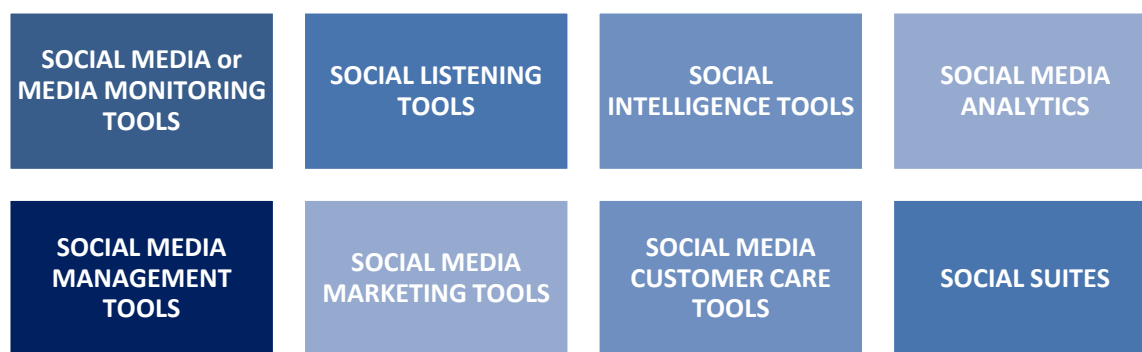 SOCIAL MEDIA or
MEDIA MONITORING
TOOLS
SOCIAL LISTENING
TOOLS
SOCIAL
INTELLIGENCE TOOLS
SOCIAL MEDIA
ANALYTICS
SOCIAL MEDIA
MANAGEMENT
TOOLS
SOCIAL MEDIA
MARKETING TOOLS
SOCIAL MEDIA
CUSTOMER CARE
TOOLS
SOCIAL SUITES